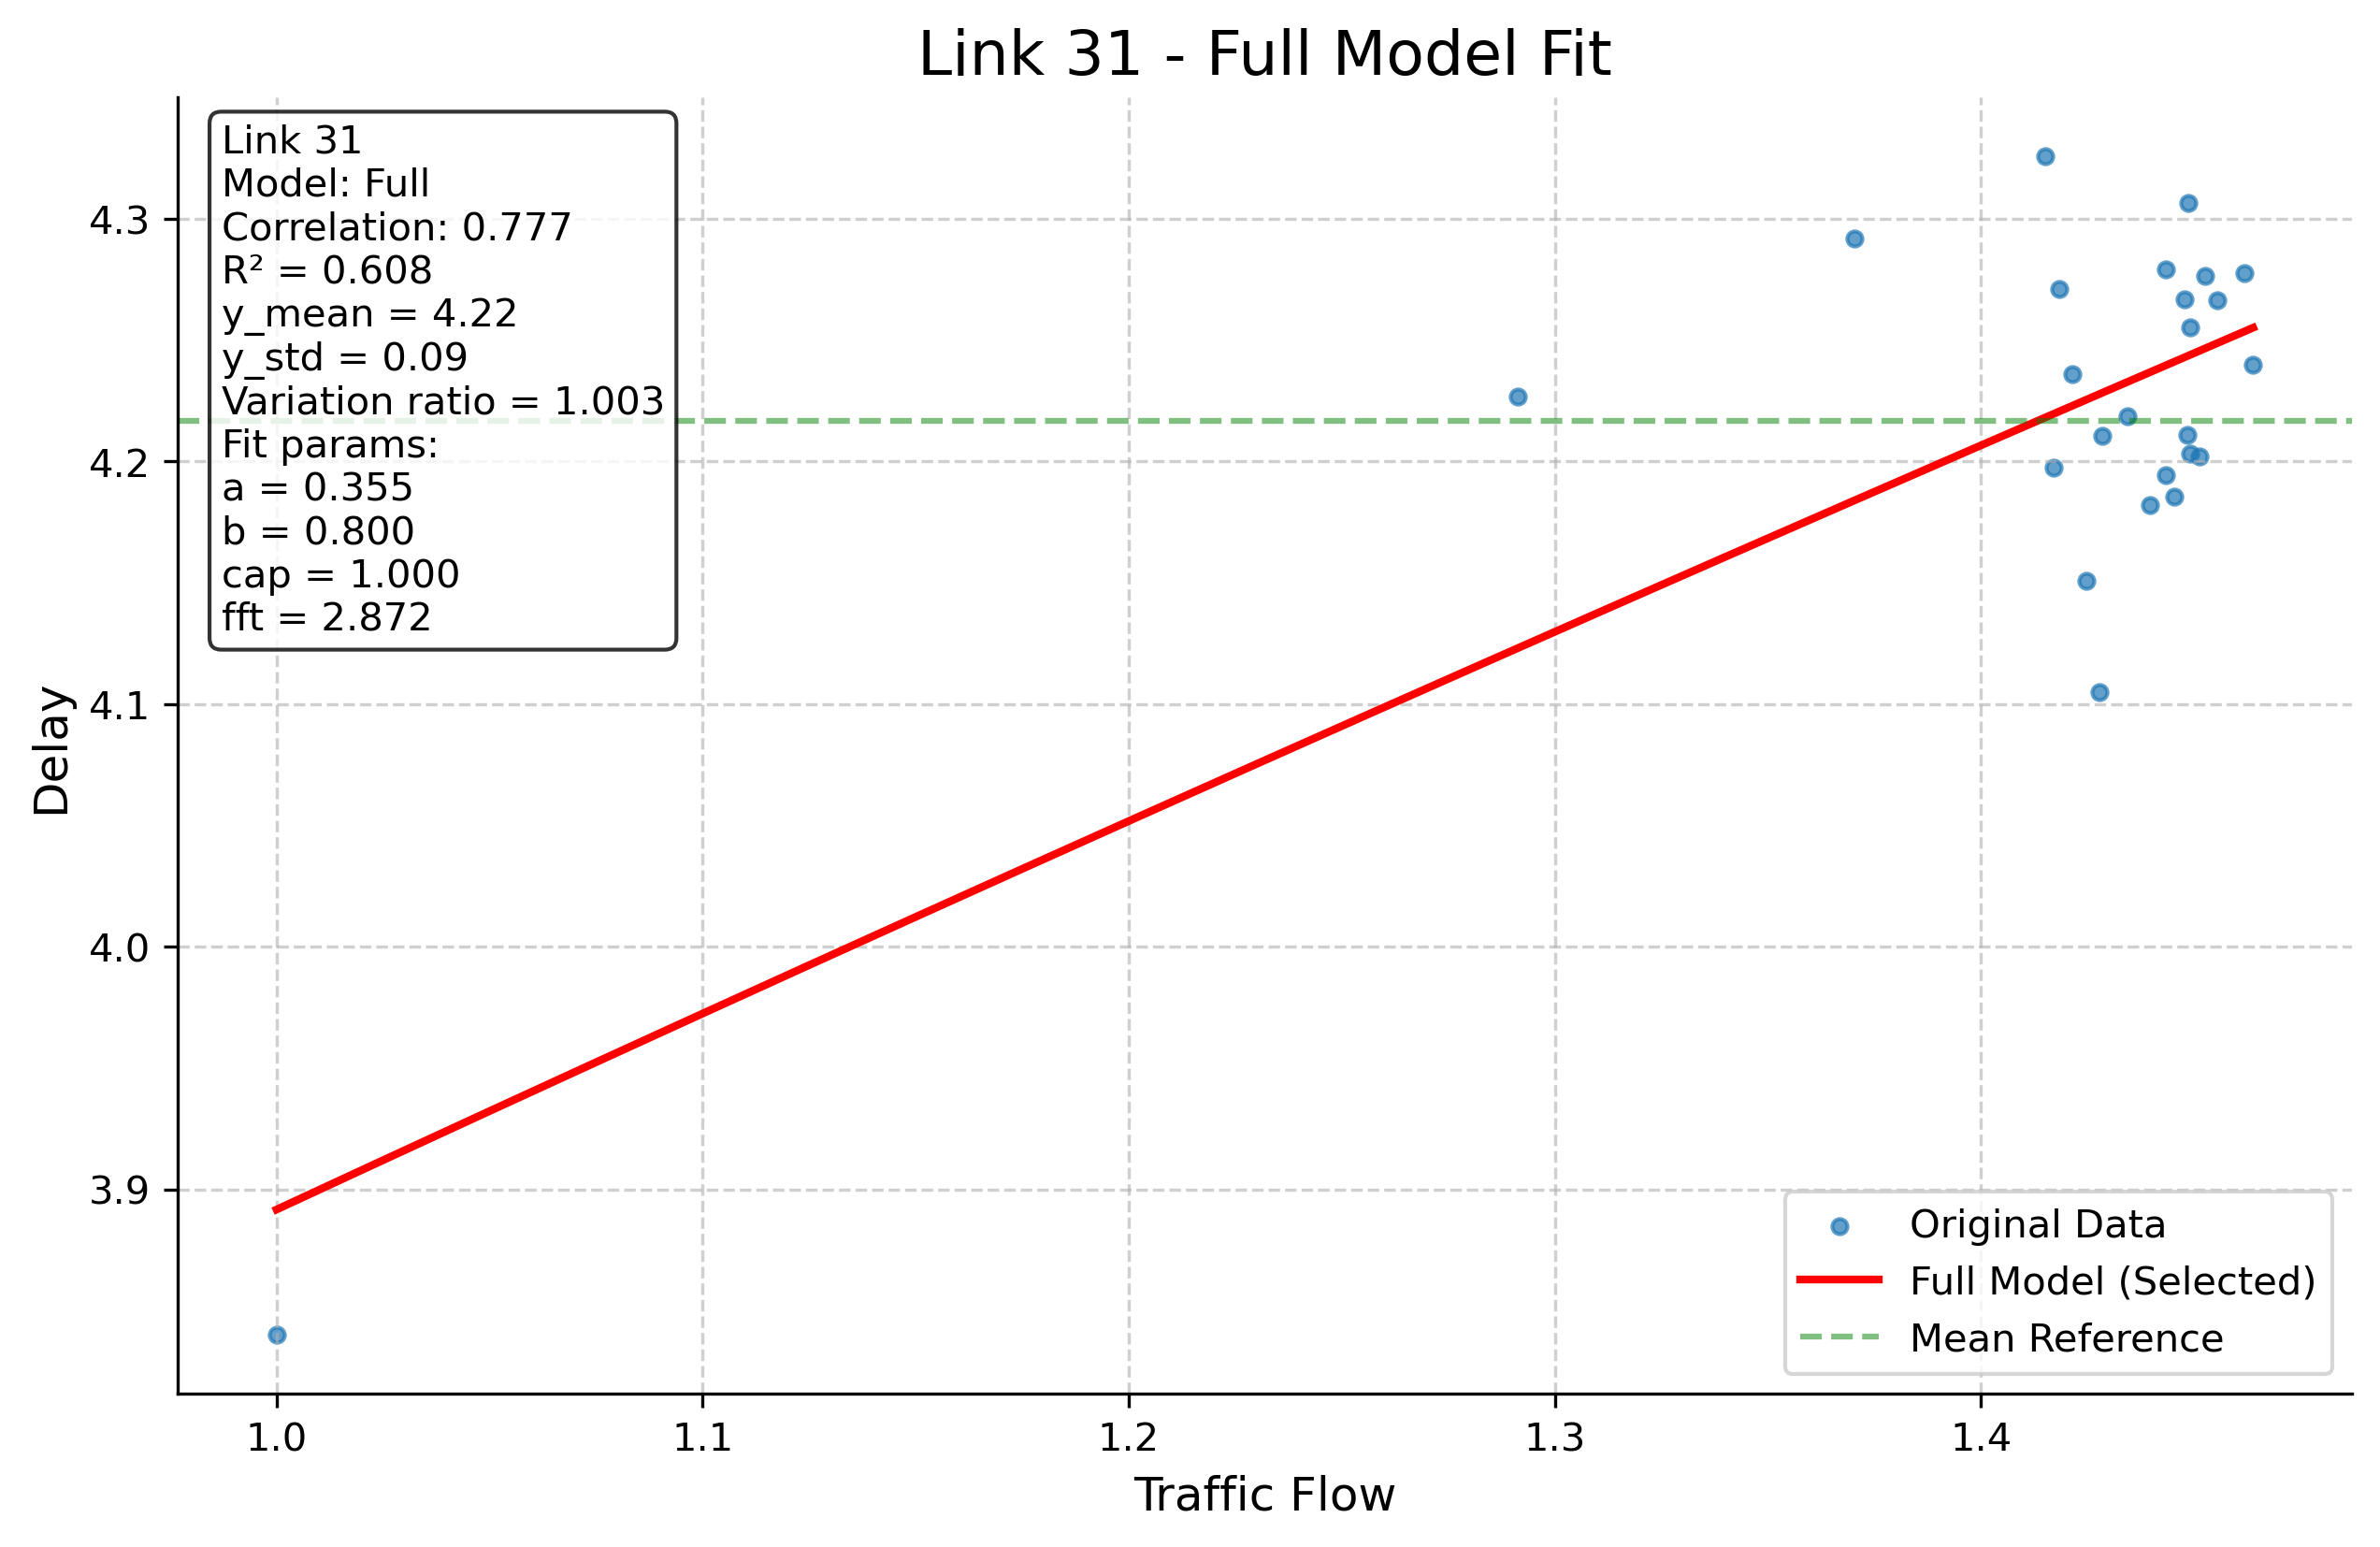 Link 31 - Full Model Fit
Link 31
Model: Full
Correlation: 0.777
R² = 0.608
y_mean = 4.22
y_std = 0.09
Variation ratio = 1.003
Fit params:
a = 0.355
b = 0.800
cap = 1.000
fft = 2.872
4.3
4.2
4.1
4.0
3.9
Delay
Original Data
Full Model (Selected)
Mean Reference
1.0 1.1 1.2 1.3 1.4
Traffic Flow